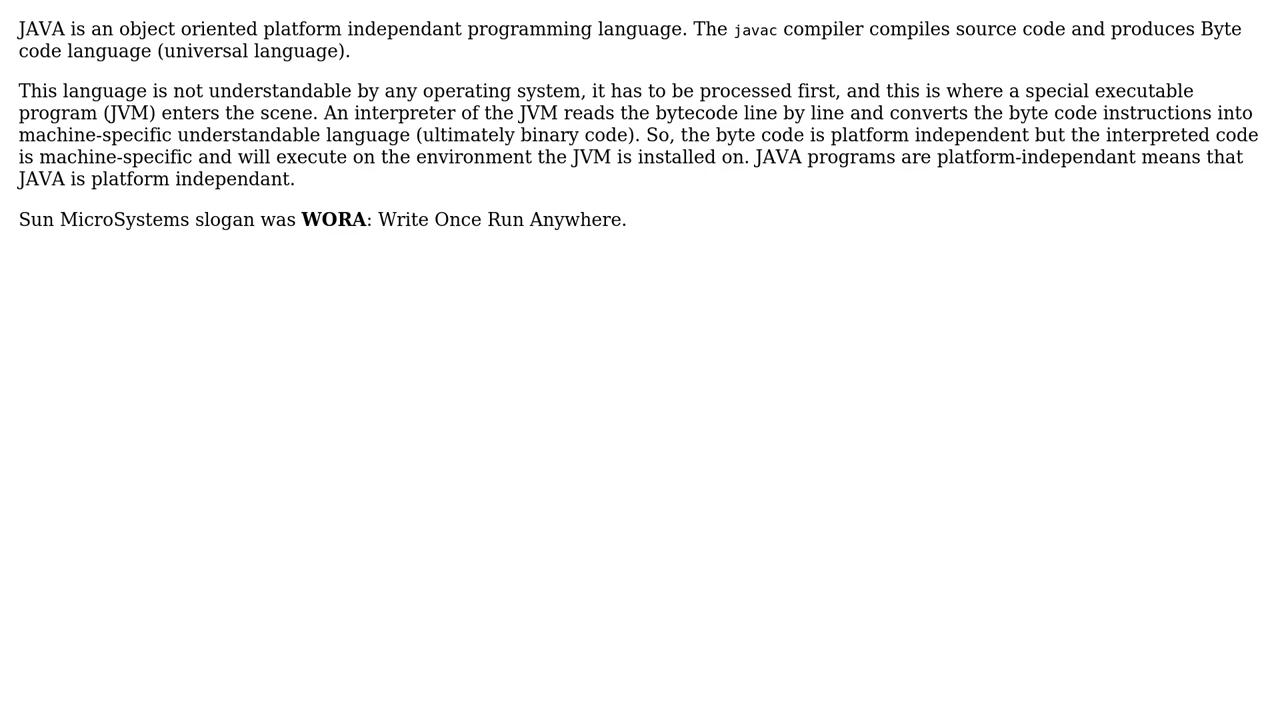 JAVA is an object oriented platform independant programming language. The javac compiler compiles source code and produces Byte
code language (universal language).
This language is not understandable by any operating system, it has to be processed first, and this is where a special executable
program (JVM) enters the scene. An interpreter of the JVM reads the bytecode line by line and converts the byte code instructions into
machine-specific understandable language (ultimately binary code). So, the byte code is platform independent but the interpreted code
is machine-specific and will execute on the environment the JVM is installed on. JAVA programs are platform-independant means that
JAVA is platform independant.
Sun MicroSystems slogan was WORA: Write Once Run Anywhere.